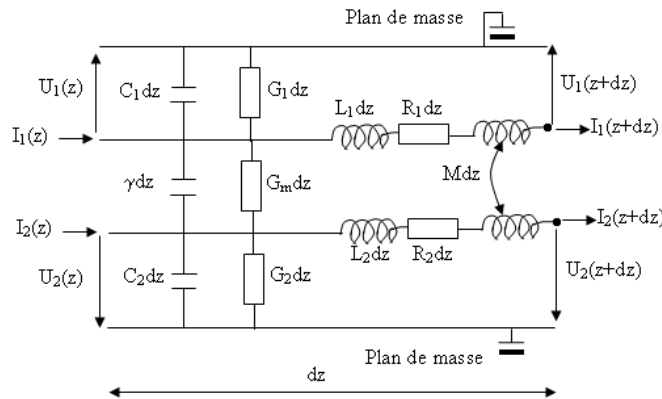 Plan de masse
U1(z)
C1dz
G1dz
U1(z+dz)
L1dz
R1dz
I1(z)
I1(z+dz)
γdz
Gmdz
Mdz
I2(z)
I2(z+dz)
L2dz
R2dz
U2(z)
C2dz
G2dz
U2(z+dz)
Plan de masse
dz